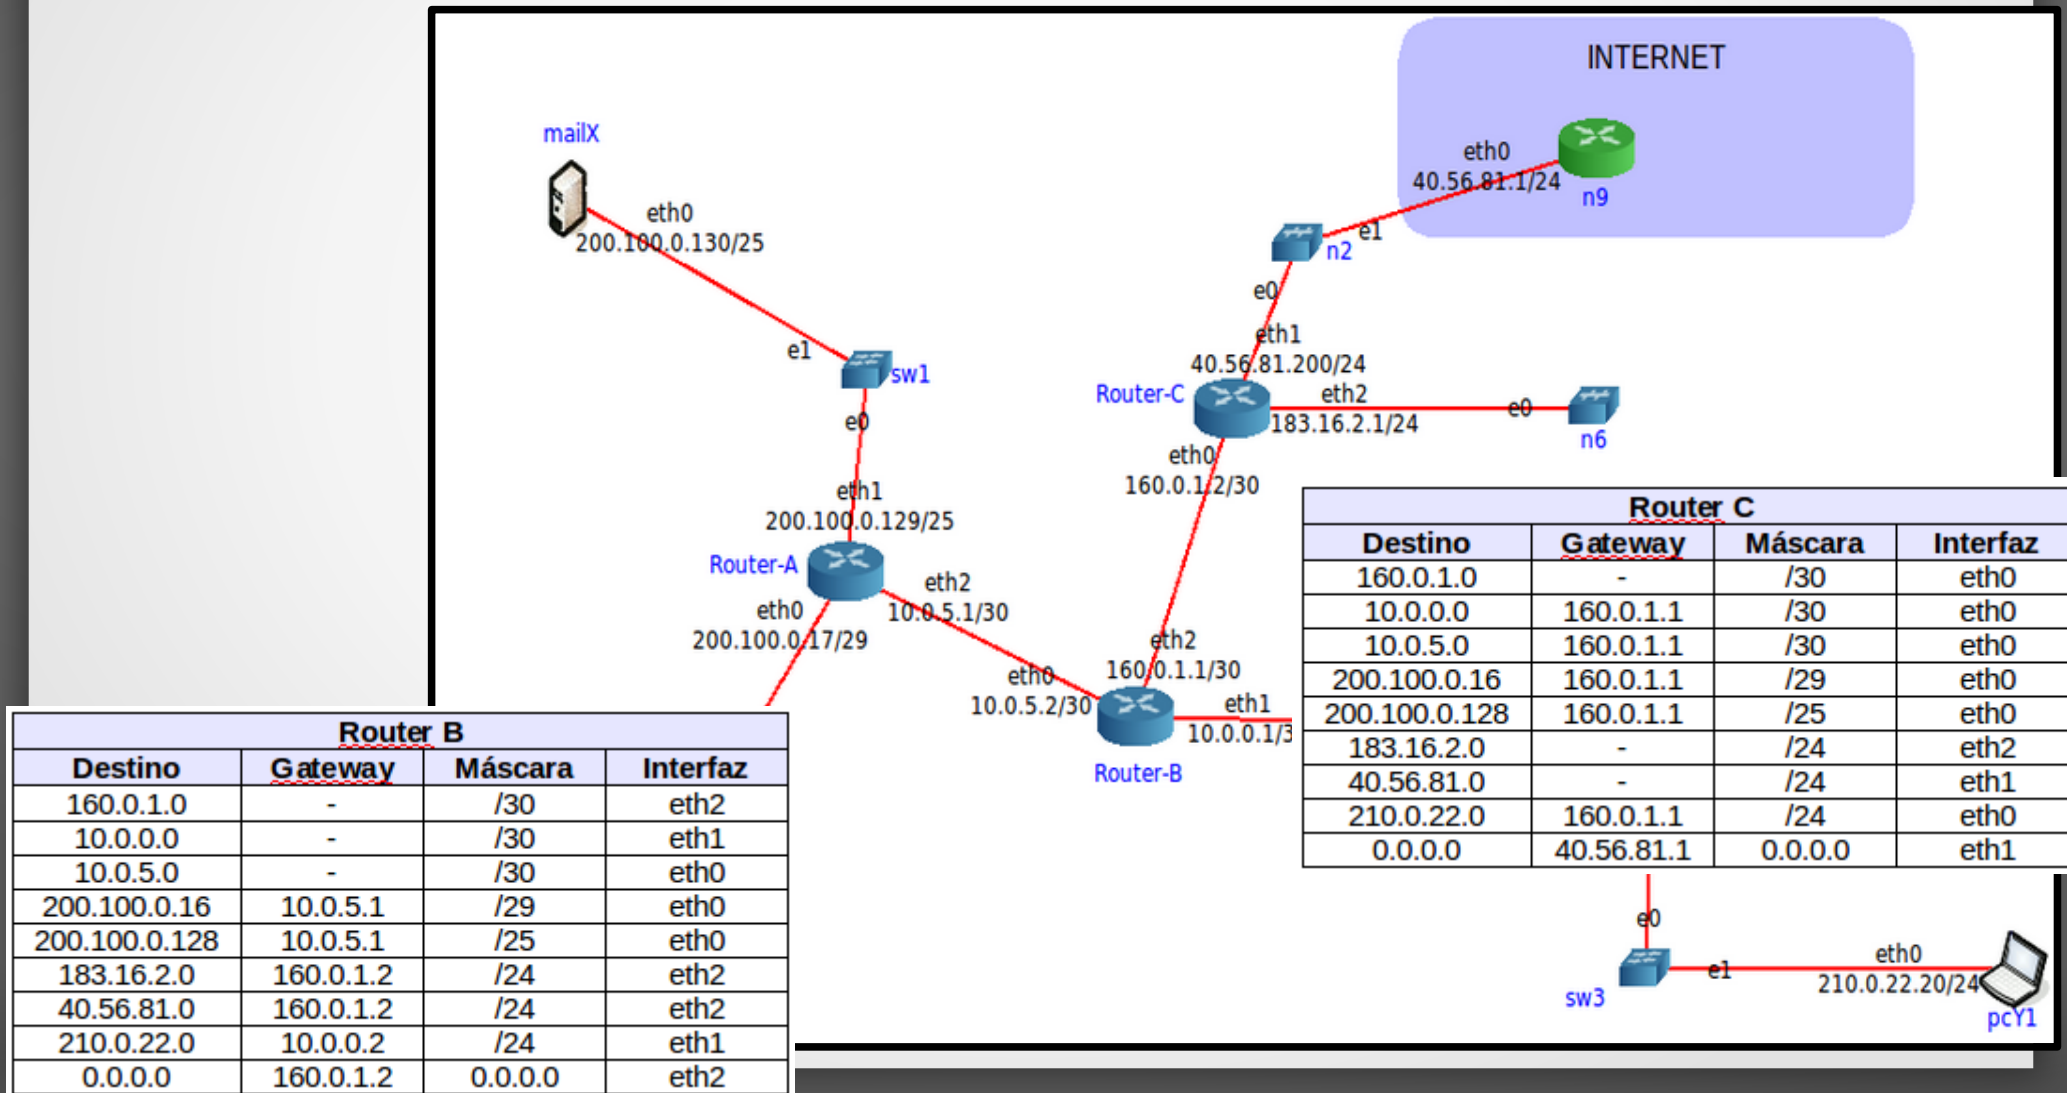 INTERNET
mailX
eth0
200.100.0.130/25
eth0
40.56.81.1/24
n9
e1
n2
e0
e1
sw1
eth1
40.56.81.200/24
Router-C
eth2
e0
183.16.2.1/24
n6
e0
eth0
160.0.1.2/30
eth1
200.100.0.129/25
Router-A
eth2
10.0.5.1/30
eth0
200.100.0.17/29
eth2
160.0.1.1/30
eth0
10.0.5.2/30
eth1
10.0.0.1/3
Router-B
Router C
Destino Gateway Máscara Interfaz
160.0.1.0 - /30 eth0
10.0.0.0 160.0.1.1 /30 eth0
10.0.5.0 160.0.1.1 /30 eth0
200.100.0.16 160.0.1.1 /29 eth0
200.100.0.128 160.0.1.1 /25 eth0
183.16.2.0 - /24 eth2
40.56.81.0 - /24 eth1
210.0.22.0 160.0.1.1 /24 eth0
0.0.0.0 40.56.81.1 0.0.0.0 eth1
Router B
Destino Gateway Máscara Interfaz
160.0.1.0 - /30 eth2
10.0.0.0 - /30 eth1
10.0.5.0 - /30 eth0
200.100.0.16 10.0.5.1 /29 eth0
200.100.0.128 10.0.5.1 /25 eth0
183.16.2.0 160.0.1.2 /24 eth2
40.56.81.0 160.0.1.2 /24 eth2
210.0.22.0 10.0.0.2 /24 eth1
0.0.0.0 160.0.1.2 0.0.0.0 eth2
e0
sw3
e1
eth0
210.0.22.20/24
pcY1